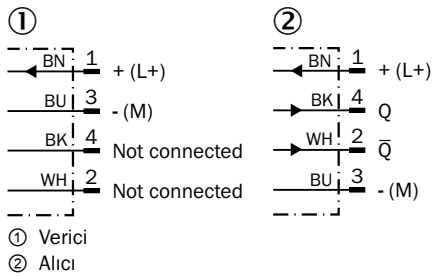 ①
BN 1 + (L+)
BU 3 - (M)
BK 4 Not connected
WH 2 Not connected
②
BN 1 + (L+)
BK 4 Q
WH 2 Q̅
BU 3 - (M)
① Verici
② Alıcı